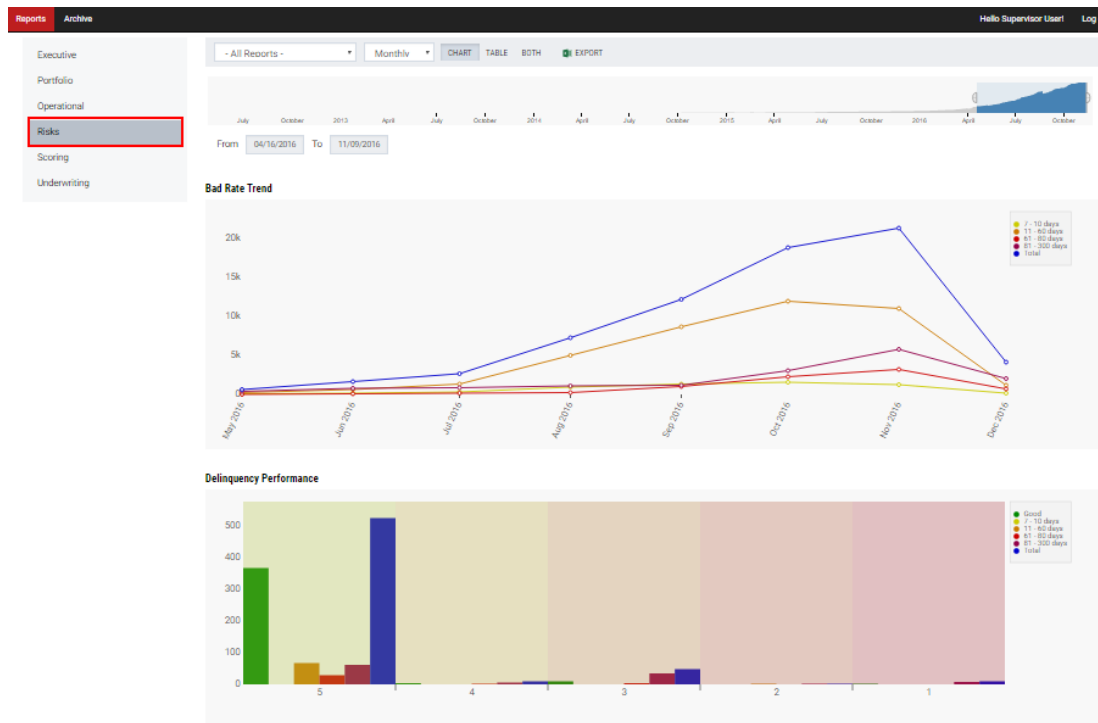 Reports Archive Hello Supervisor User! Log
Executive
Portfolio
Operational
Risks
Scoring
Underwriting
- All Reports - Monthly CHART TABLE BOTH EXPORT
July October 2013 April July October 2014 April July October 2015 April July October 2016 April July October
From 04/16/2016 To 11/09/2016
Bad Rate Trend
7 - 10 days
11 - 60 days
61 - 80 days
81 - 300 days
Total
20k
15k
10k
5k
0
May 2016 Jun 2016 Jul 2016 Aug 2016 Sep 2016 Oct 2016 Nov 2016 Dec 2016
Delinquency Performance
Good
7 - 10 days
11 - 60 days
61 - 80 days
81 - 300 days
Total
500
400
300
200
100
0
5 4 3 2 1